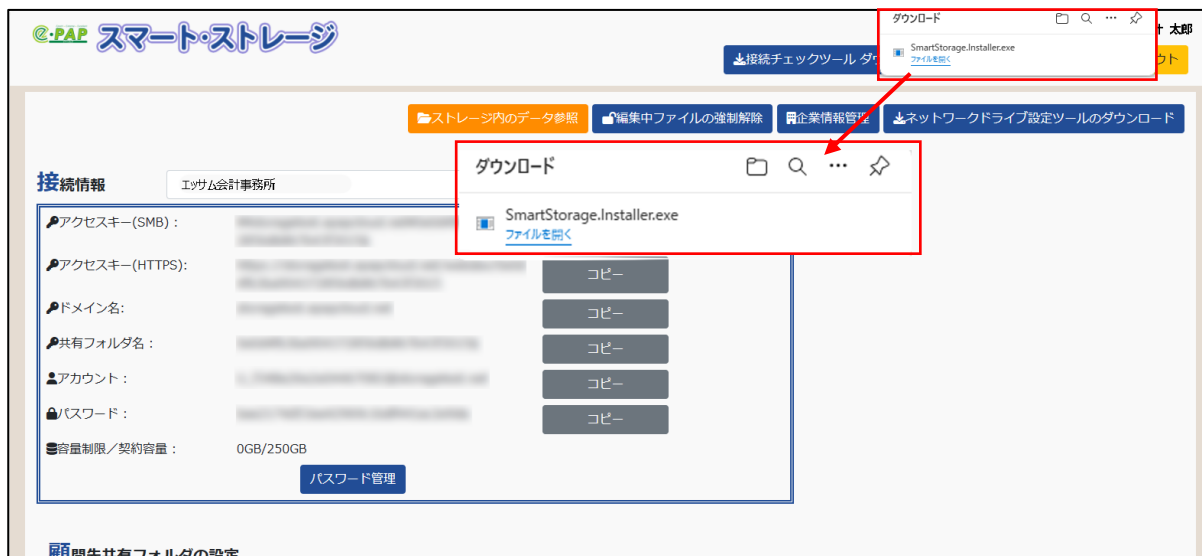 e-PAP スマート・ストレージ
ダウンロード
SmartStorage.Installer.exe
ファイルを開く
太郎
接続チェックツール ダウ
ウト
ストレージ内のデータ参照
編集中ファイルの強制解除
企業情報管理
ネットワークドライブ設定ツールのダウンロード
ダウンロード
SmartStorage.Installer.exe
ファイルを開く
接続情報
エッサム会計事務所
アクセスキー(SMB) :
アクセスキー(HTTPS):
コピー
ドメイン名:
コピー
共有フォルダ名 :
コピー
アカウント :
コピー
パスワード :
コピー
容量制限／契約容量 :
0GB/250GB
パスワード管理
顧問先共有フォルダの設定